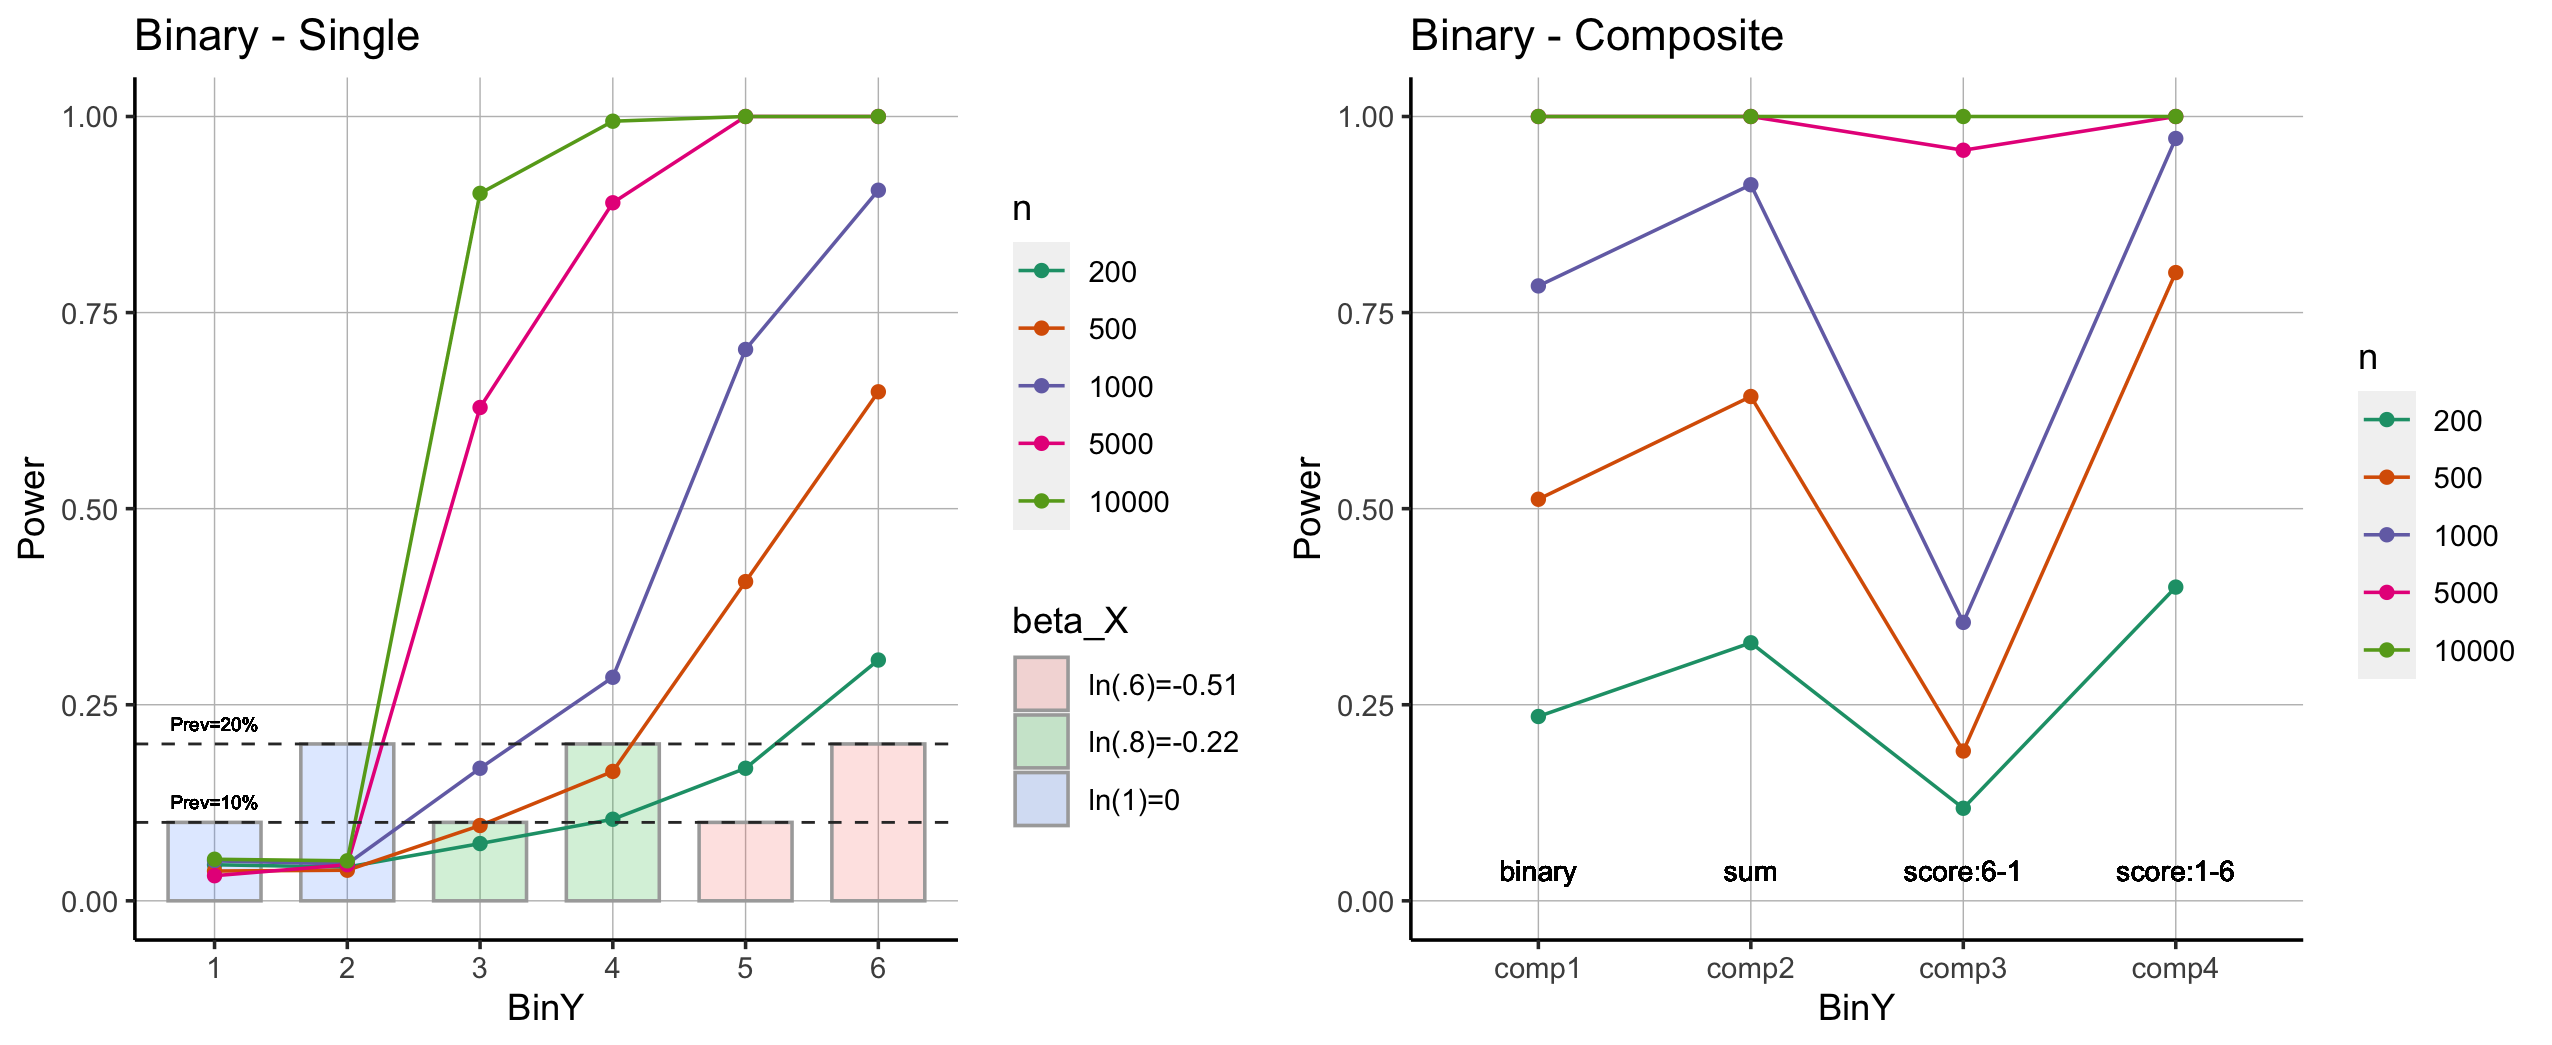 Binary - Single
1.00
0.75
0.50
0.25
0.00
Power
Prev=20%
Prev=10%
1 2 3 4 5 6
BinY
n
200
500
1000
5000
10000
beta_X
ln(.6)=-0.51
ln(.8)=-0.22
ln(1)=0
Binary - Composite
1.00
0.75
0.50
0.25
0.00
Power
binary sum score:6-1 score:1-6
comp1 comp2 comp3 comp4
BinY
n
200
500
1000
5000
10000